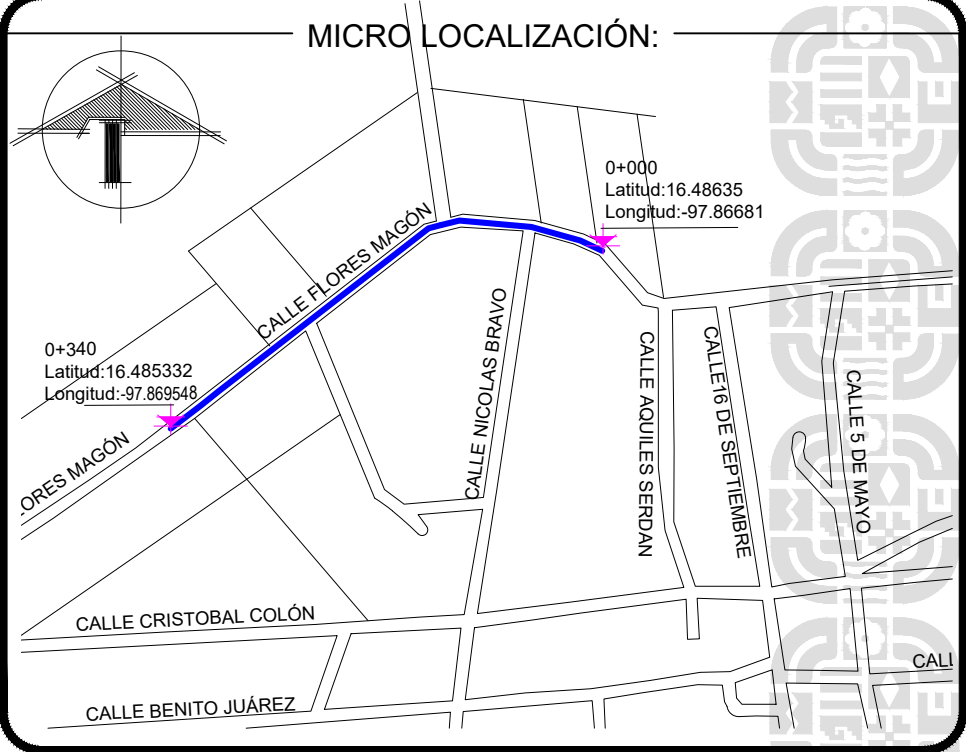 MICRO LOCALIZACIÓN:
0+000
Latitud:16.48635
Longitud:-97.86681
CALLE FLORES MAGÓN
0+340
Latitud:16.485332
Longitud:-97.869548
LORES MAGÓN
CALLE NICOLAS BRAVO
CALLE AQUILES SERDAN
CALLE16 DE SEPTIEMBRE
CALLE 5 DE MAYO
CALLE CRISTOBAL COLÓN
CALLE BENITO JUÁREZ
CALL